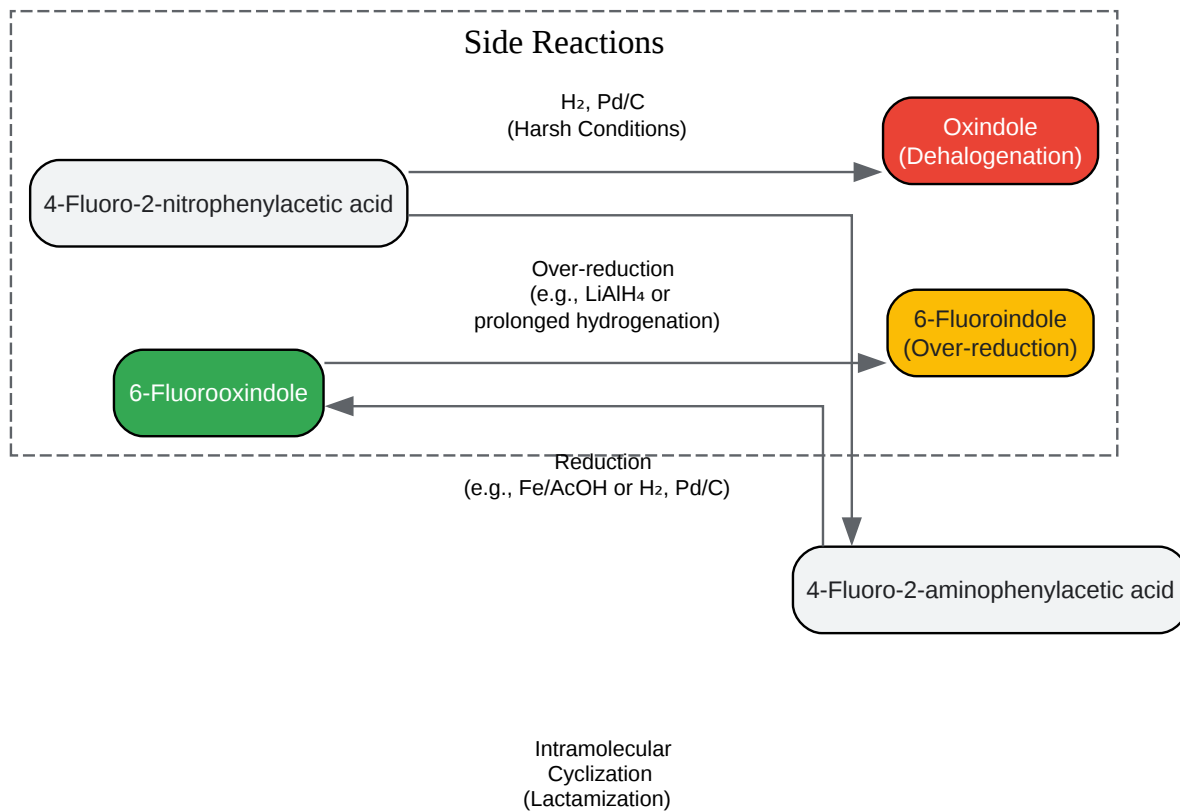 Side Reactions
H₂, Pd/C
(Harsh Conditions)
Oxindole
(Dehalogenation)
4-Fluoro-2-nitrophenylacetic acid
Over-reduction
(e.g., LiAlH₄ or
prolonged hydrogenation)
6-Fluoroindole
(Over-reduction)
6-Fluorooxindole
Reduction
(e.g., Fe/AcOH or H₂, Pd/C)
4-Fluoro-2-aminophenylacetic acid
Intramolecular
Cyclization
(Lactamization)